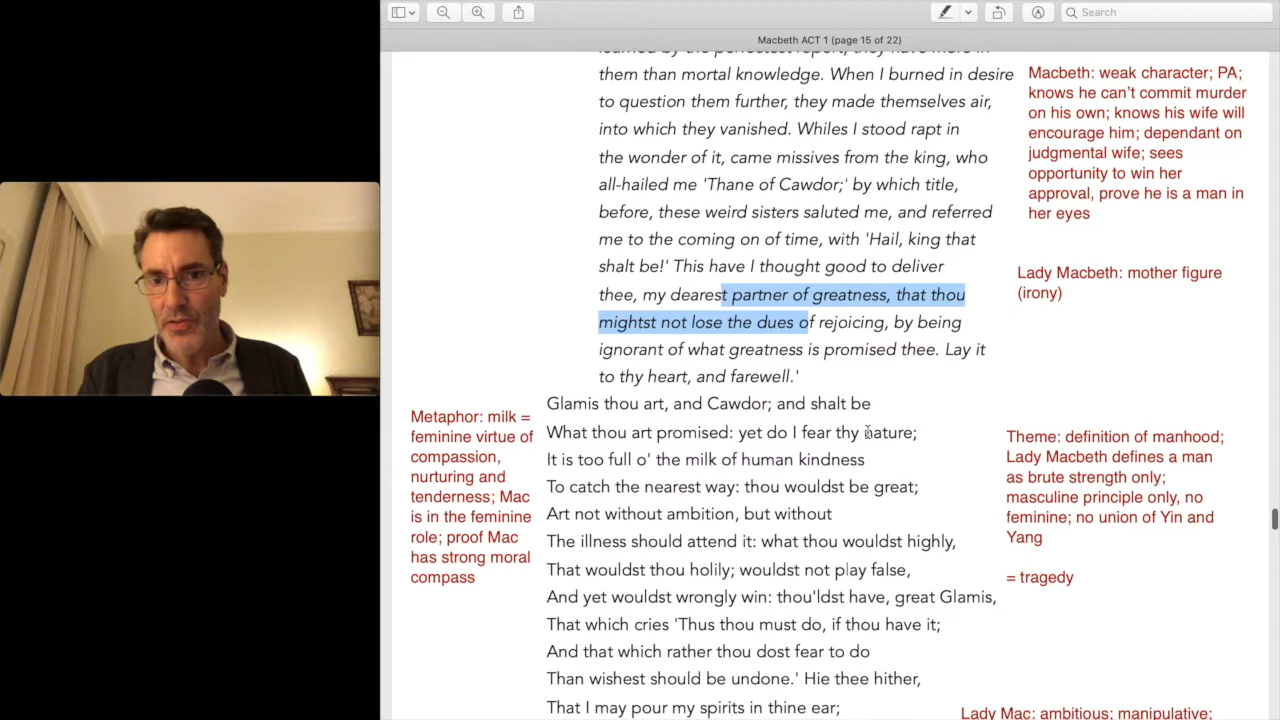 Search
Macbeth ACT 1 (page 15 of 22)
learned by the perfectest report, they have more in
them than mortal knowledge. When I burned in desire
to question them further, they made themselves air,
into which they vanished. Whiles I stood rapt in
the wonder of it, came missives from the king, who
all-hailed me 'Thane of Cawdor;' by which title,
before, these weird sisters saluted me, and referred
me to the coming on of time, with 'Hail, king that
shalt be!' This have I thought good to deliver
thee, my dearest partner of greatness, that thou
mightst not lose the dues of rejoicing, by being
ignorant of what greatness is promised thee. Lay it
to thy heart, and farewell.'
Glamis thou art, and Cawdor; and shalt be
What thou art promised: yet do I fear thy nature;
It is too full o' the milk of human kindness
To catch the nearest way: thou wouldst be great;
Art not without ambition, but without
The illness should attend it: what thou wouldst highly,
That wouldst thou holily; wouldst not play false,
And yet wouldst wrongly win: thou'ldst have, great Glamis,
That which cries 'Thus thou must do, if thou have it;
And that which rather thou dost fear to do
Than wishest should be undone.' Hie thee hither,
That I may pour my spirits in thine ear;
Metaphor: milk =
feminine virtue of
compassion,
nurturing and
tenderness; Mac
is in the feminine
role; proof Mac
has strong moral
compass
Macbeth: weak character; PA;
knows he can't commit murder
on his own; knows his wife will
encourage him; dependant on
judgmental wife; sees
opportunity to win her
approval, prove he is a man in
her eyes
Lady Macbeth: mother figure
(irony)
Theme: definition of manhood;
Lady Macbeth defines a man
as brute strength only;
masculine principle only, no
feminine; no union of Yin and
Yang
= tragedy
Lady Mac: ambitious; manipulative;